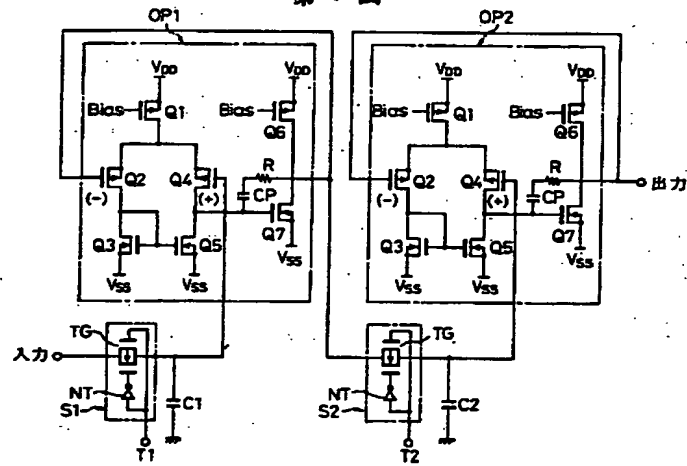 OP1 OP2
VDD VDD VDD VDD
Bias Q1 Bias Q6 Bias Q1 Bias Q6
Q2 Q4 R Q2 Q4 R 出力
(-) (+) CP Q7 (-) (+) CP Q7
Q3 Q5 VSS Q3 Q5 VSS
VSS VSS VSS VSS
TG TG
入力
NT C1 NT C2
S1 S2
T1 T2